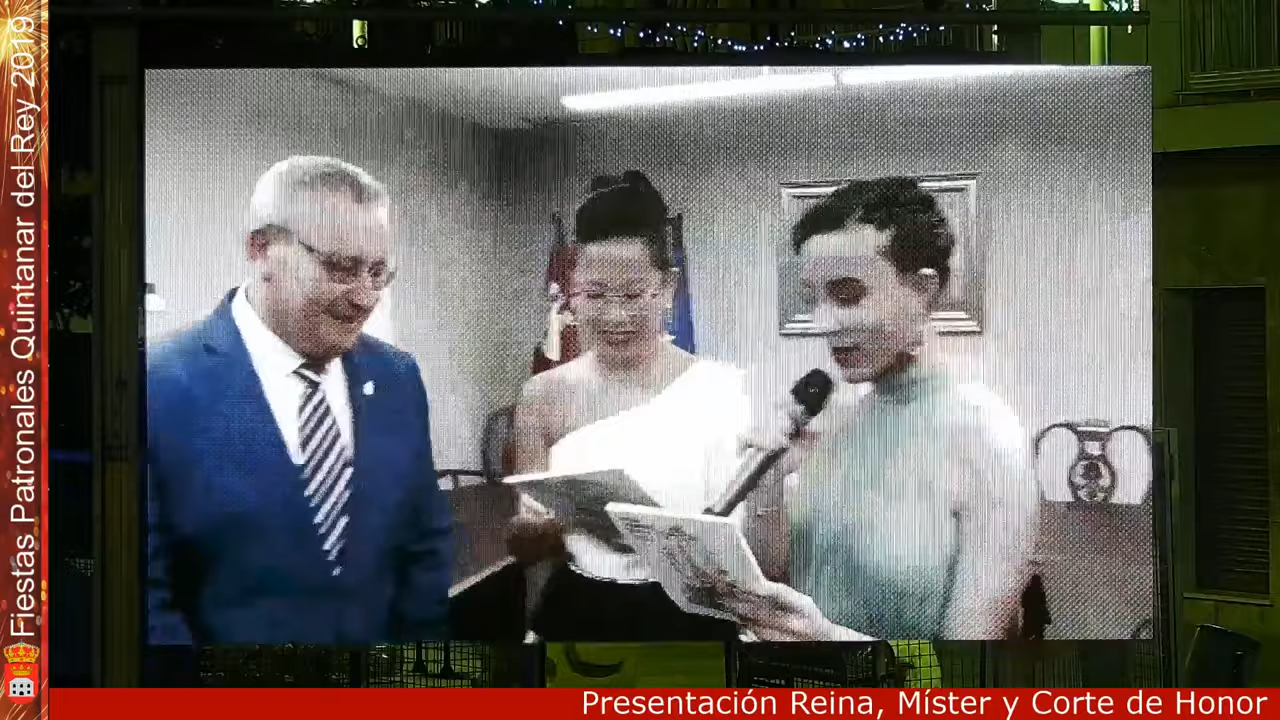 Fiestas Patronales Quintanar del Rey 2019
Presentación Reina, Míster y Corte de Honor